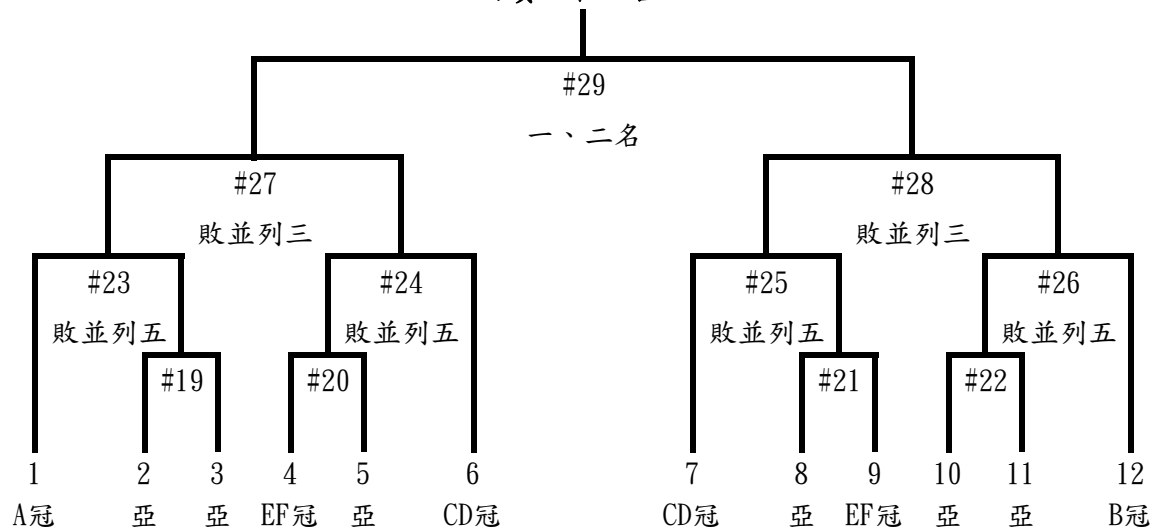 #29
一、二名
#27 #28
敗並列三 敗並列三
#23 #24 #25 #26
敗並列五 敗並列五 敗並列五 敗並列五
#19 #20 #21 #22
1 2 3 4 5 6 7 8 9 10 11 12
A冠 亞 亞 EF冠 亞 CD冠 CD冠 亞 EF冠 亞 亞 B冠